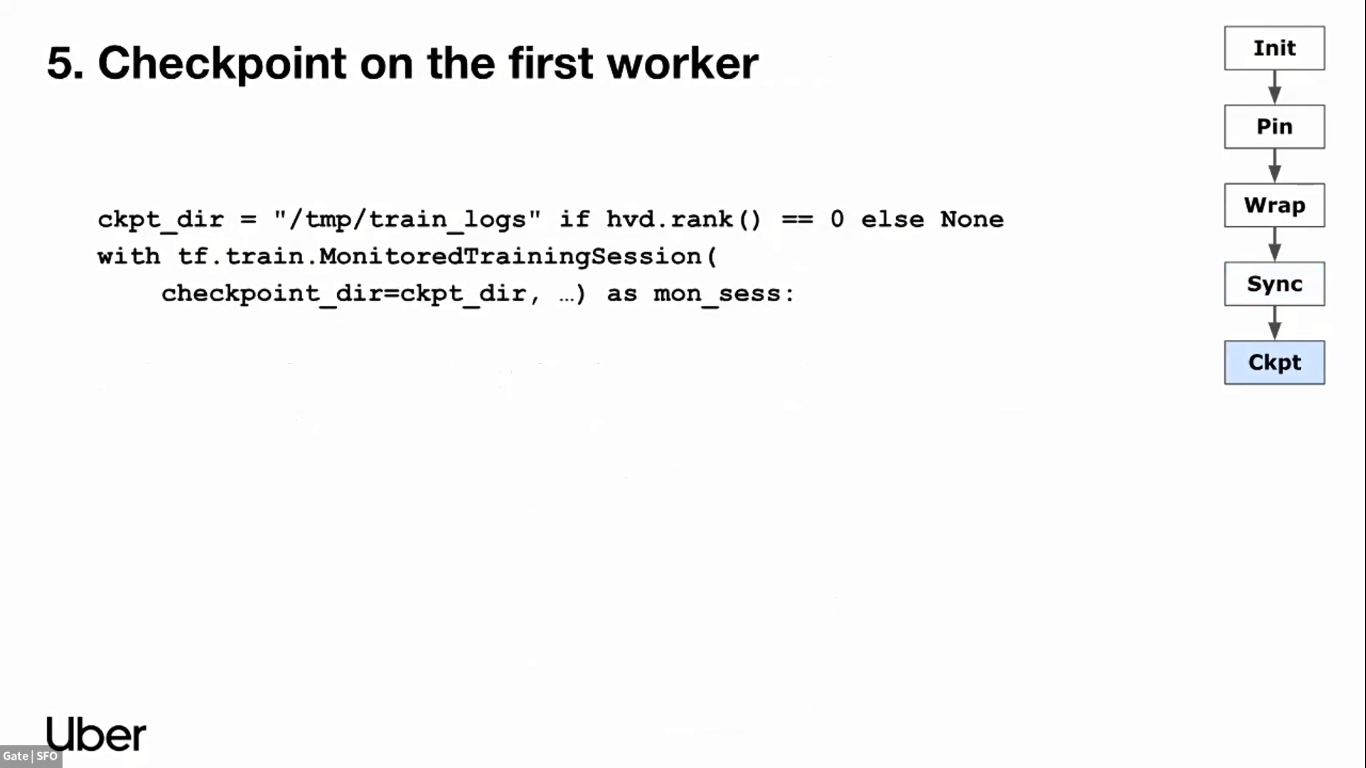 5. Checkpoint on the first worker
ckpt_dir = "/tmp/train_logs" if hvd.rank() == 0 else None
with tf.train.MonitoredTrainingSession(
    checkpoint_dir=ckpt_dir, …) as mon_sess:
Init
Pin
Wrap
Sync
Ckpt
Uber
Gate | SFO